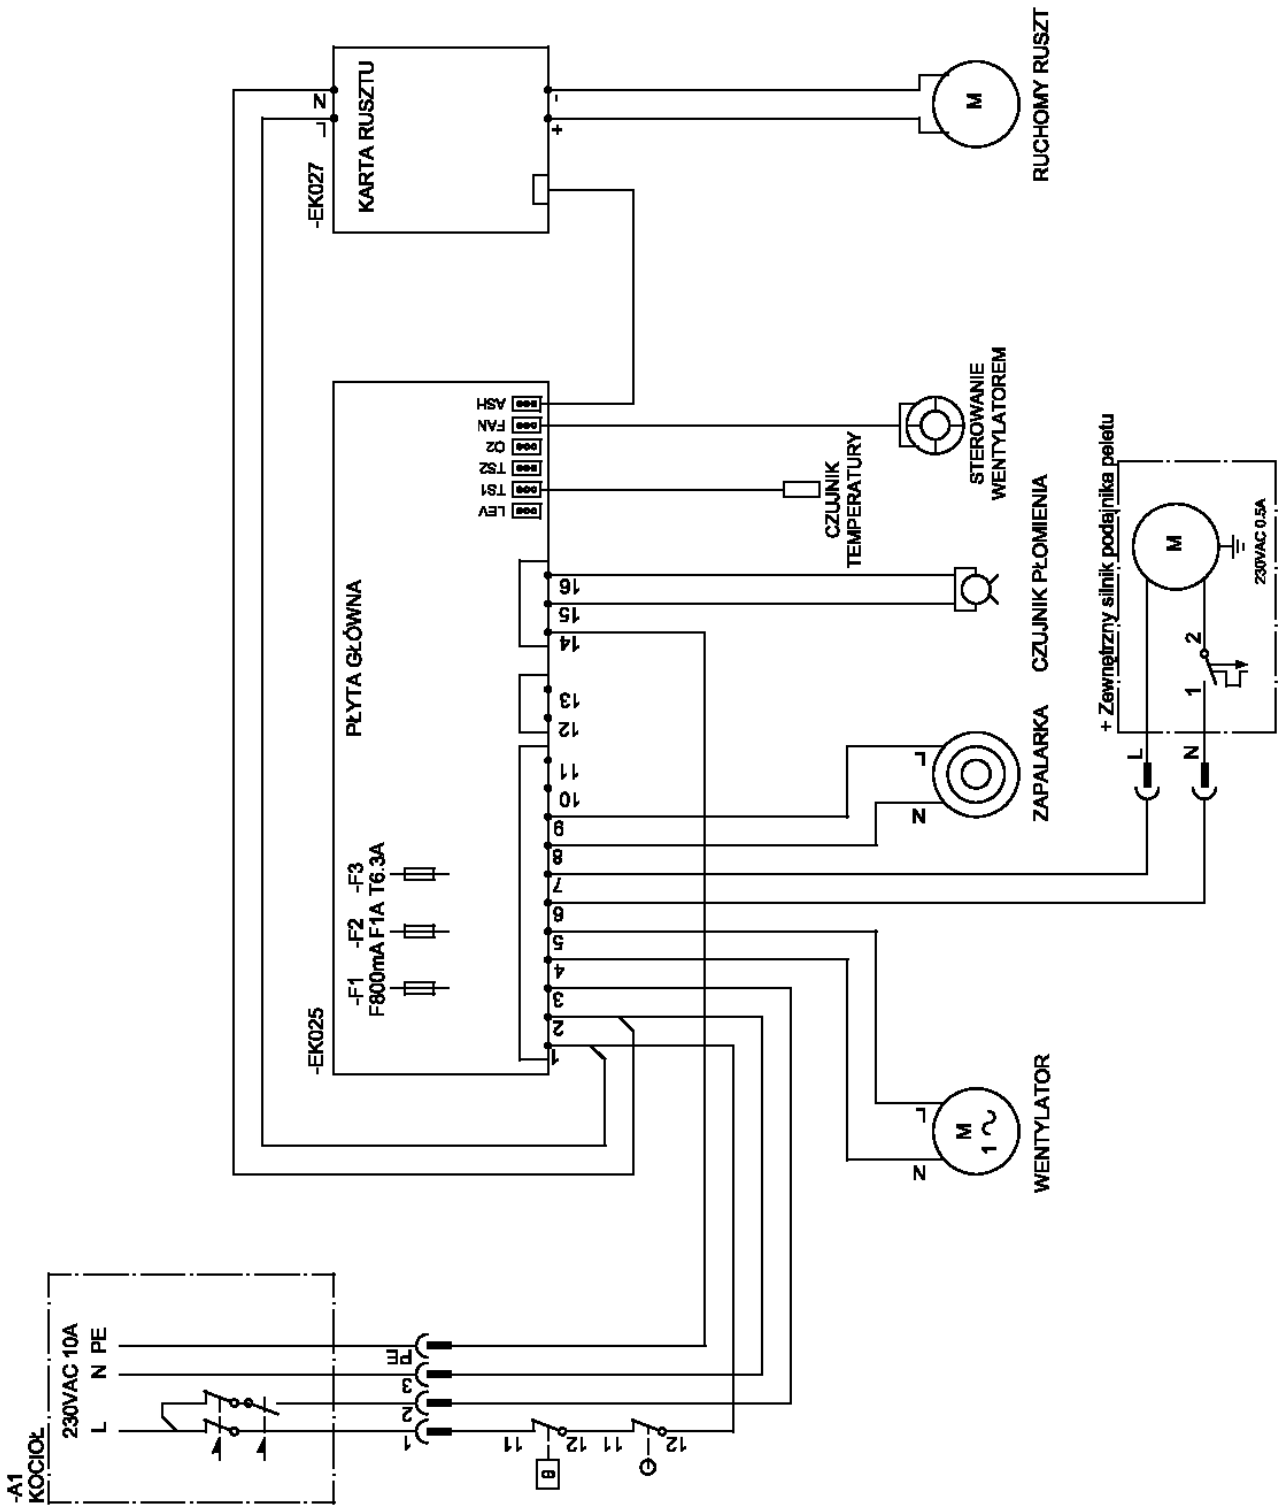 -A1
KOCIOŁ
230VAC 10A
L
N
PE
1
2
3
PE
11
12
11
12
θ
-EK025
PŁYTA GŁÓWNA
-F1
F800mA
-F2
F1A
-F3
T6.3A
1
2
3
4
5
6
7
8
9
10
11
12
13
14
15
16
LEV
TS1
TS2
O2
FAN
ASH
-EK027
KARTA RUSZTU
L
N
+
-
M
1
N
L
WENTYLATOR
N
L
ZAPALARKA
CZUJNIK PŁOMIENIA
CZUJNIK
TEMPERATURY
STEROWANIE
WENTYLATOREM
M
RUCHOMY RUSZT
+ Zewnętrzny silnik podajnika peletu
L
N
1
2
M
230VAC 0.5A